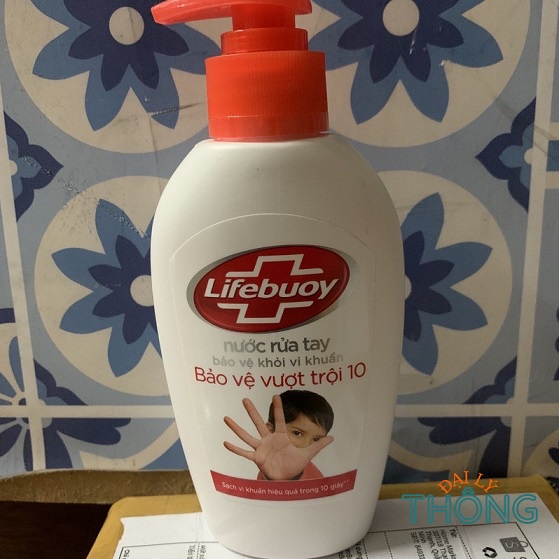 Lifebuoy
nước rửa tay
bảo vệ khỏi vi khuẩn
Bảo vệ vượt trội 10
Sạch vi khuẩn hiệu quả trong 10 giây
ĐẠI LÝ
THÔNG